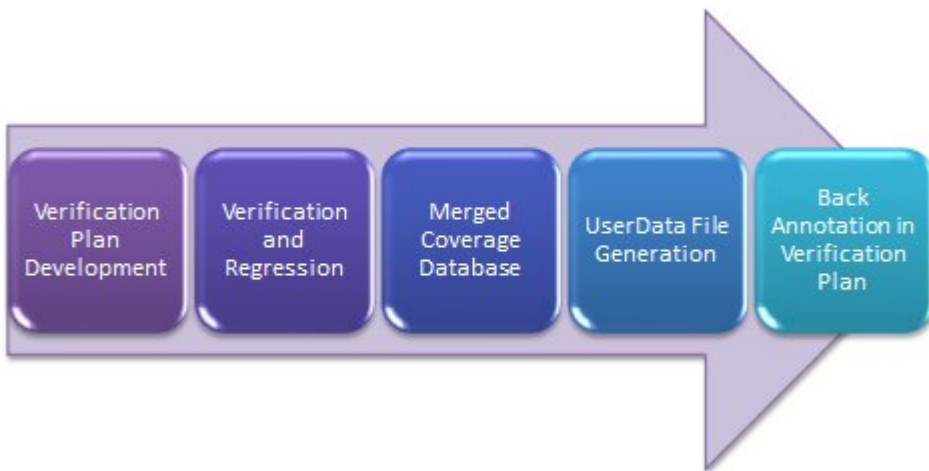 Verification
Plan
Development
Verification
and
Regression
Merged
Coverage
Database
UserData File
Generation
Back
Annotation in
Verification
Plan